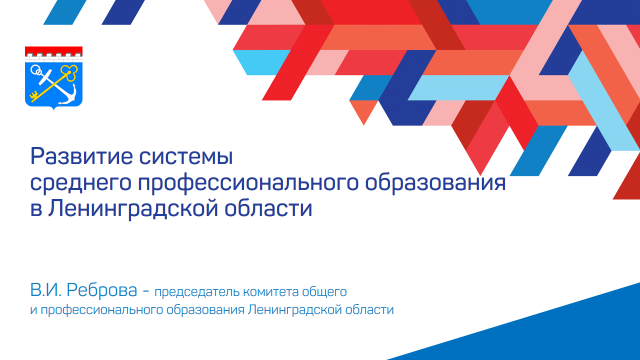 Развитие системы
среднего профессионального образования
в Ленинградской области
В.И. Реброва - председатель комитета общего
и профессионального образования Ленинградской области